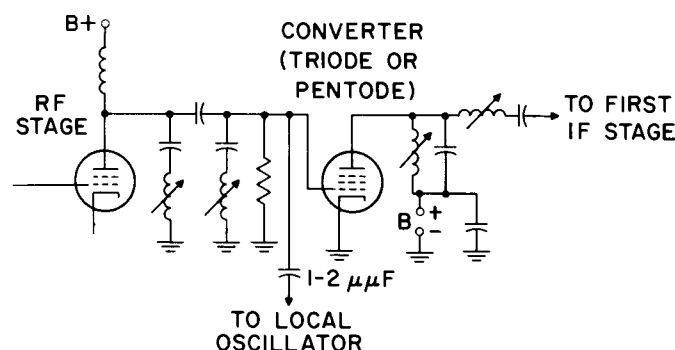 B+
CONVERTER
(TRIODE OR
PENTODE)
RF
STAGE
TO FIRST
IF STAGE
B
+
-
1-2 μμF
TO LOCAL
OSCILLATOR